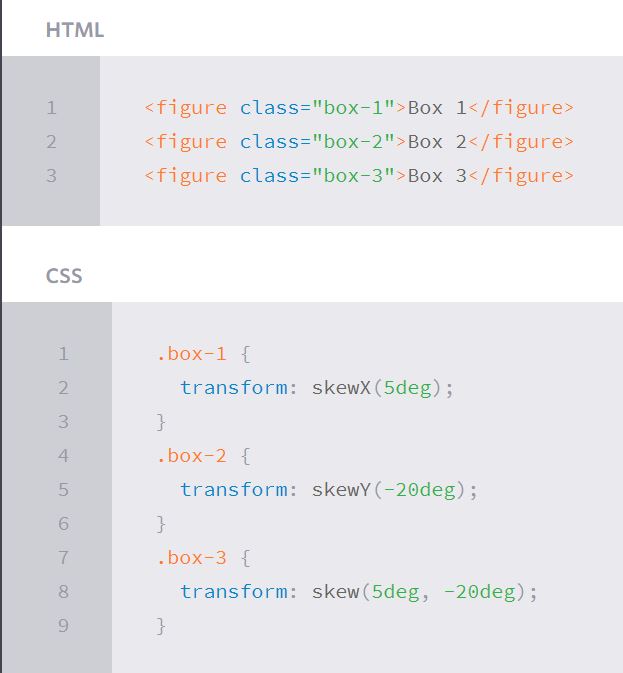 HTML
1 <figure class="box-1">Box 1</figure>
2 <figure class="box-2">Box 2</figure>
3 <figure class="box-3">Box 3</figure>
CSS
1 .box-1 {
2   transform: skewX(5deg);
3 }
4 .box-2 {
5   transform: skewY(-20deg);
6 }
7 .box-3 {
8   transform: skew(5deg, -20deg);
9 }